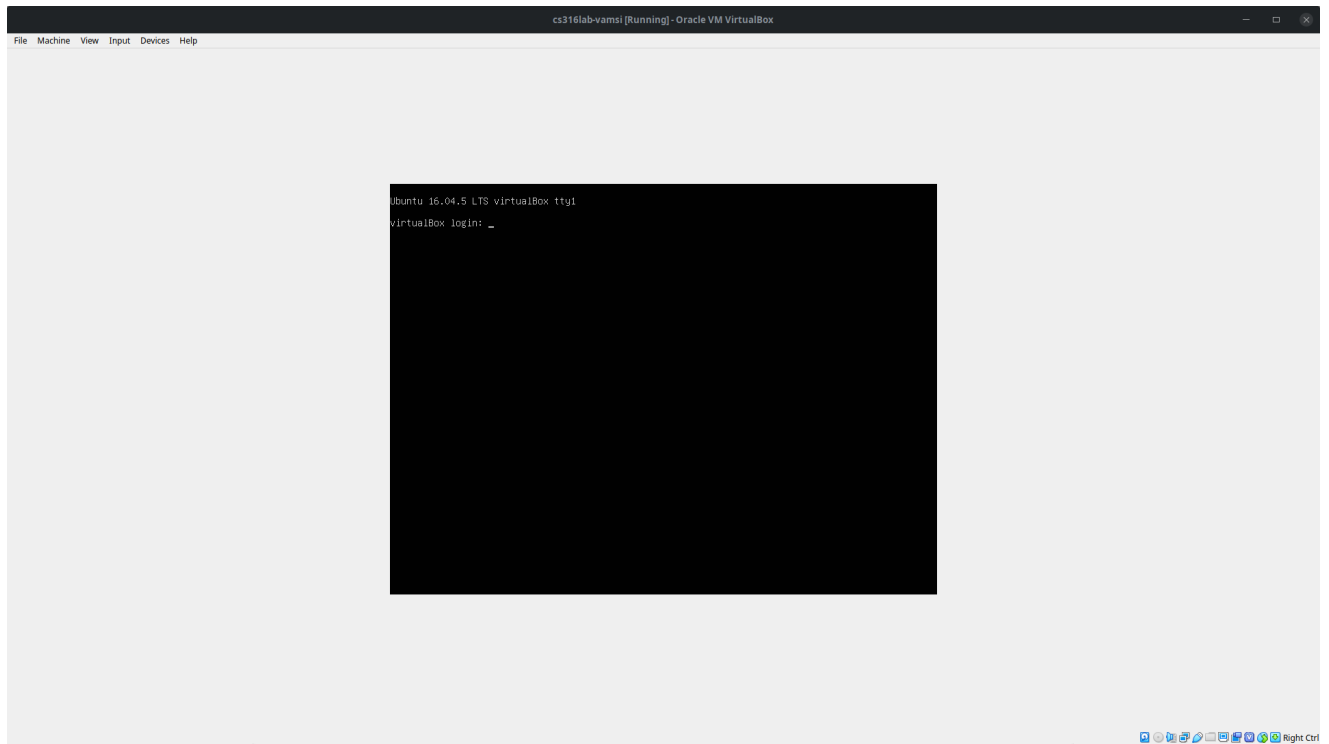 cs316lab-vamsi [Running] - Oracle VM VirtualBox
File Machine View Input Devices Help
Ubuntu 16.04.5 LTS virtualBox tty1
virtualBox login: _
Right Ctrl